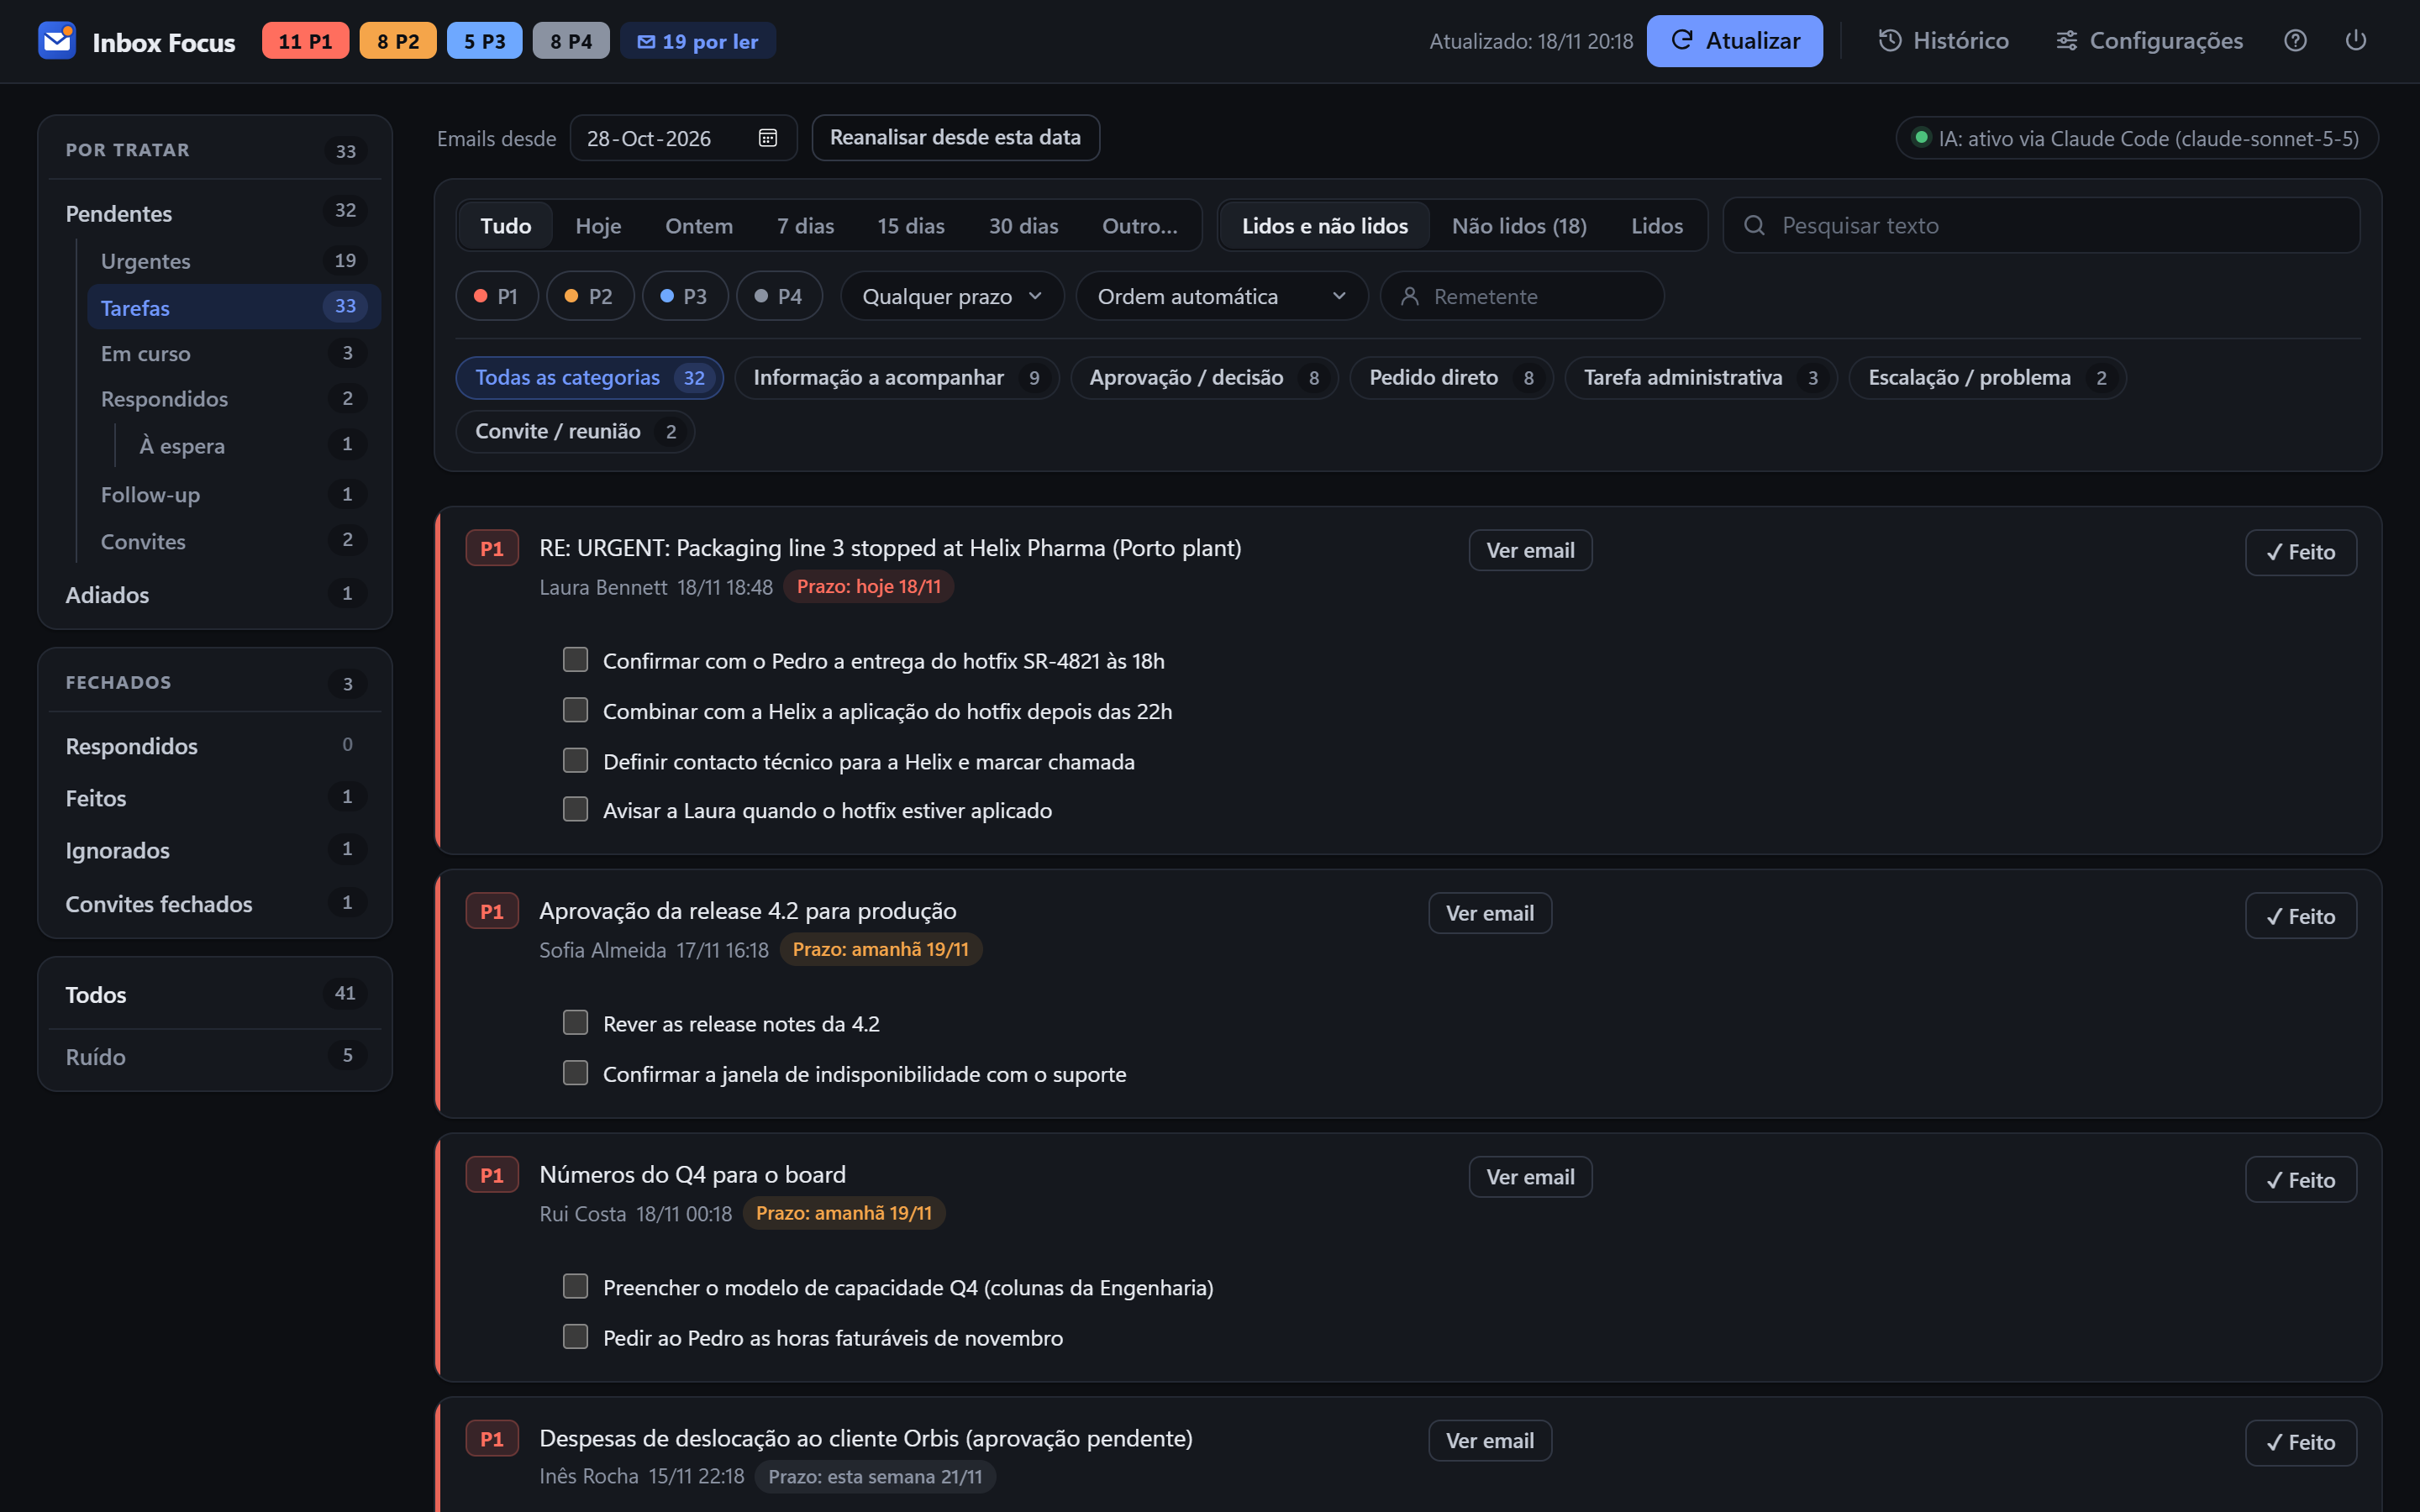 Inbox Focus
11 P1
8 P2
5 P3
8 P4
19 por ler
Atualizado: 18/11 20:18
Atualizar
Histórico
Configurações
POR TRATAR 33
Pendentes 32
Urgentes 19
Tarefas 33
Em curso 3
Respondidos 2
À espera 1
Follow-up 1
Convites 2
Adiados 1
FECHADOS 3
Respondidos 0
Feitos 1
Ignorados 1
Convites fechados 1
Todos 41
Ruído 5
Emails desde 28-Oct-2026 Reanalisar desde esta data
IA: ativo via Claude Code (claude-sonnet-5-5)
Tudo Hoje Ontem 7 dias 15 dias 30 dias Outro...
Lidos e não lidos Não lidos (18) Lidos
Pesquisar texto
P1 P2 P3 P4 Qualquer prazo Ordem automática Remetente
Todas as categorias 32 Informação a acompanhar 9 Aprovação / decisão 8 Pedido direto 8 Tarefa administrativa 3 Escalação / problema 2
Convite / reunião 2
P1 RE: URGENT: Packaging line 3 stopped at Helix Pharma (Porto plant) Ver email ✓ Feito
Laura Bennett 18/11 18:48 Prazo: hoje 18/11
Confirmar com o Pedro a entrega do hotfix SR-4821 às 18h
Combinar com a Helix a aplicação do hotfix depois das 22h
Definir contacto técnico para a Helix e marcar chamada
Avisar a Laura quando o hotfix estiver aplicado
P1 Aprovação da release 4.2 para produção Ver email ✓ Feito
Sofia Almeida 17/11 16:18 Prazo: amanhã 19/11
Rever as release notes da 4.2
Confirmar a janela de indisponibilidade com o suporte
P1 Números do Q4 para o board Ver email ✓ Feito
Rui Costa 18/11 00:18 Prazo: amanhã 19/11
Preencher o modelo de capacidade Q4 (colunas da Engenharia)
Pedir ao Pedro as horas faturáveis de novembro
P1 Despesas de deslocação ao cliente Orbis (aprovação pendente) Ver email ✓ Feito
Inês Rocha 15/11 22:18 Prazo: esta semana 21/11